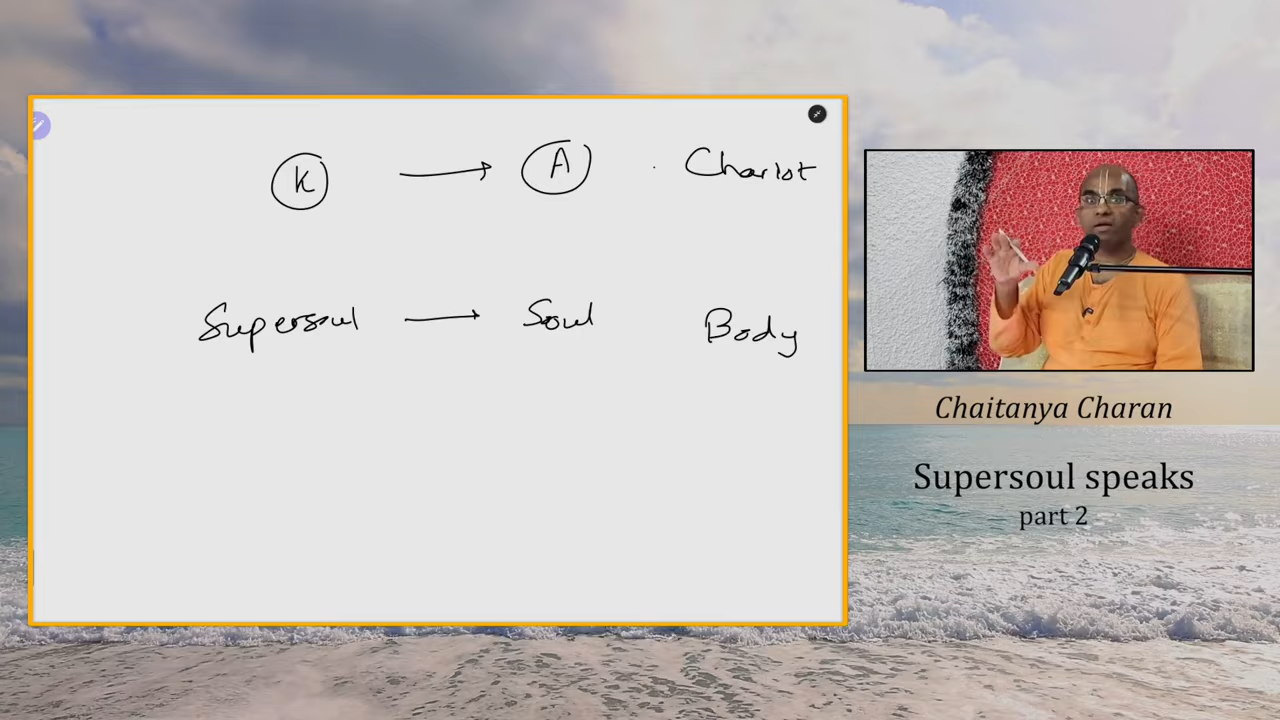 K → A . Chariot
Supersoul → Soul Body
Chaitanya Charan
Supersoul speaks
part 2